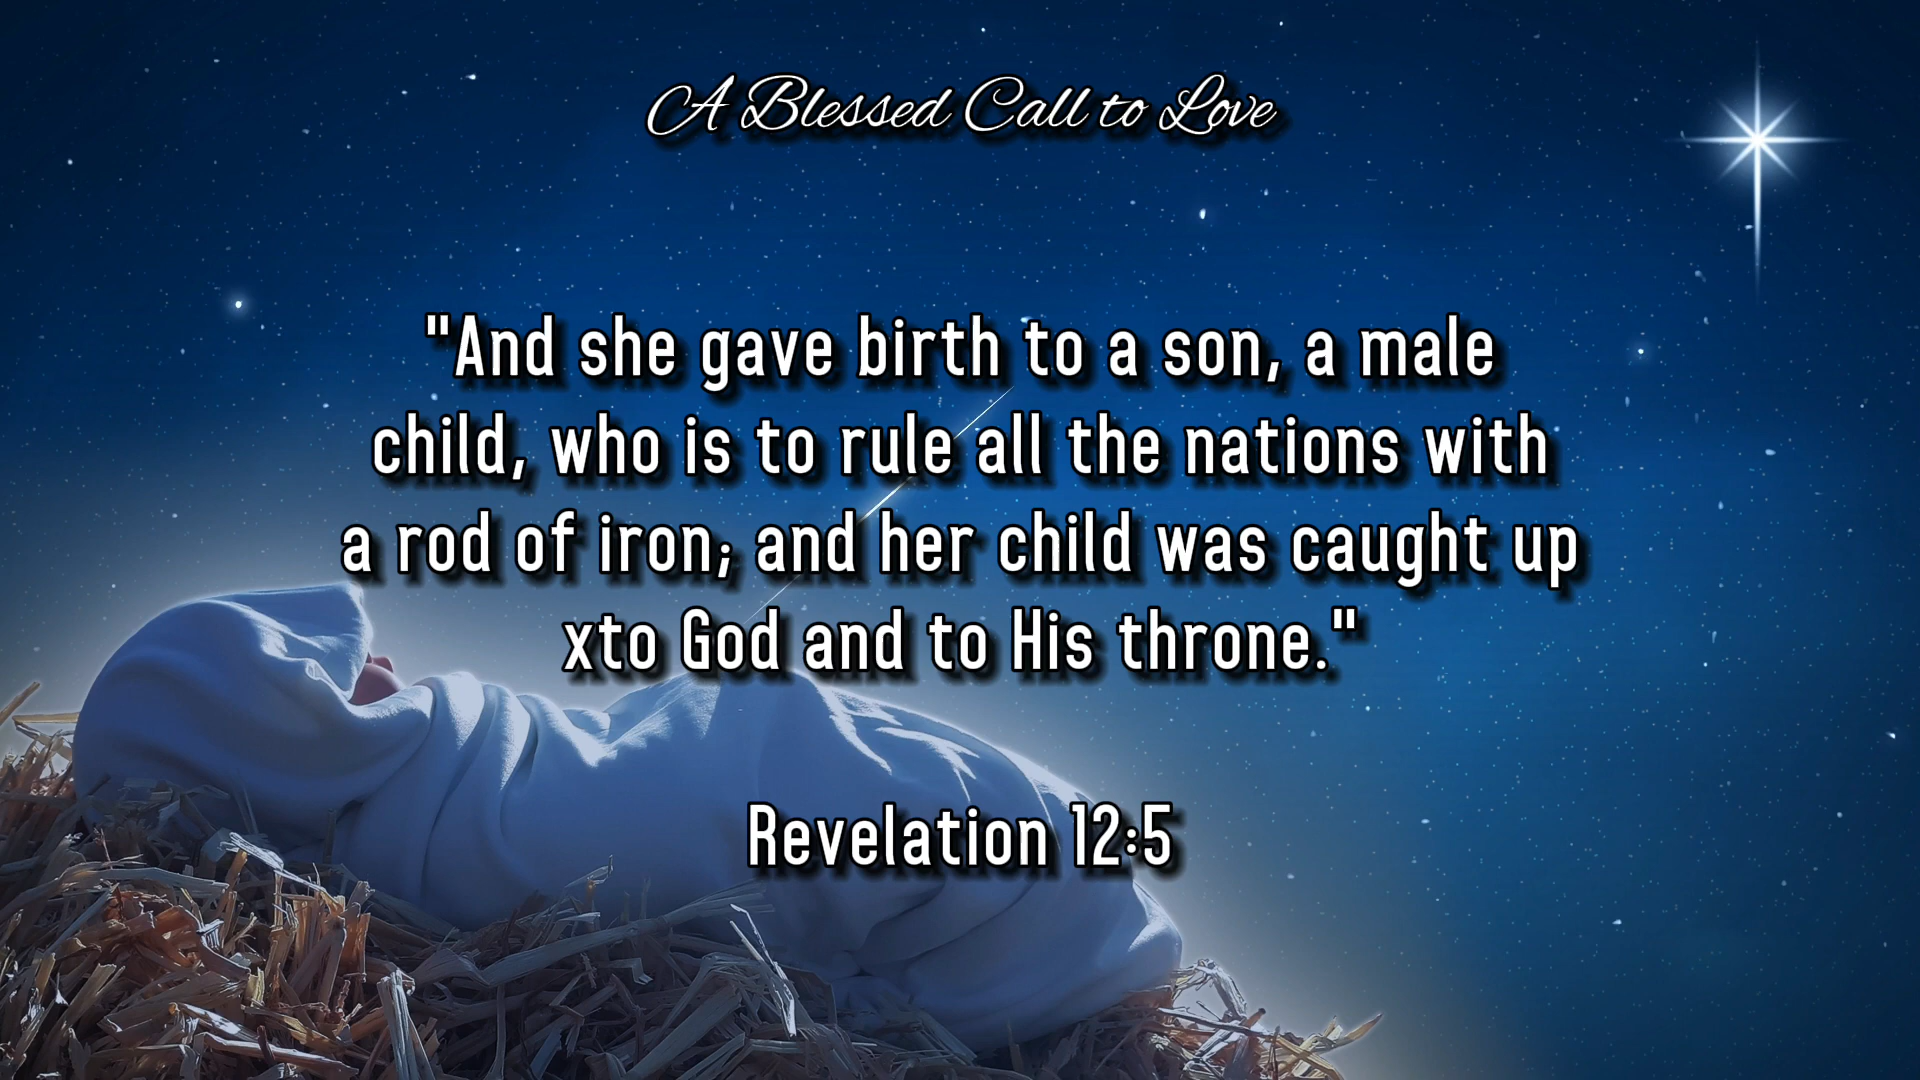 A Blessed Call to Love
"And she gave birth to a son, a male
child, who is to rule all the nations with
a rod of iron; and her child was caught up
xto God and to His throne."
Revelation 12:5